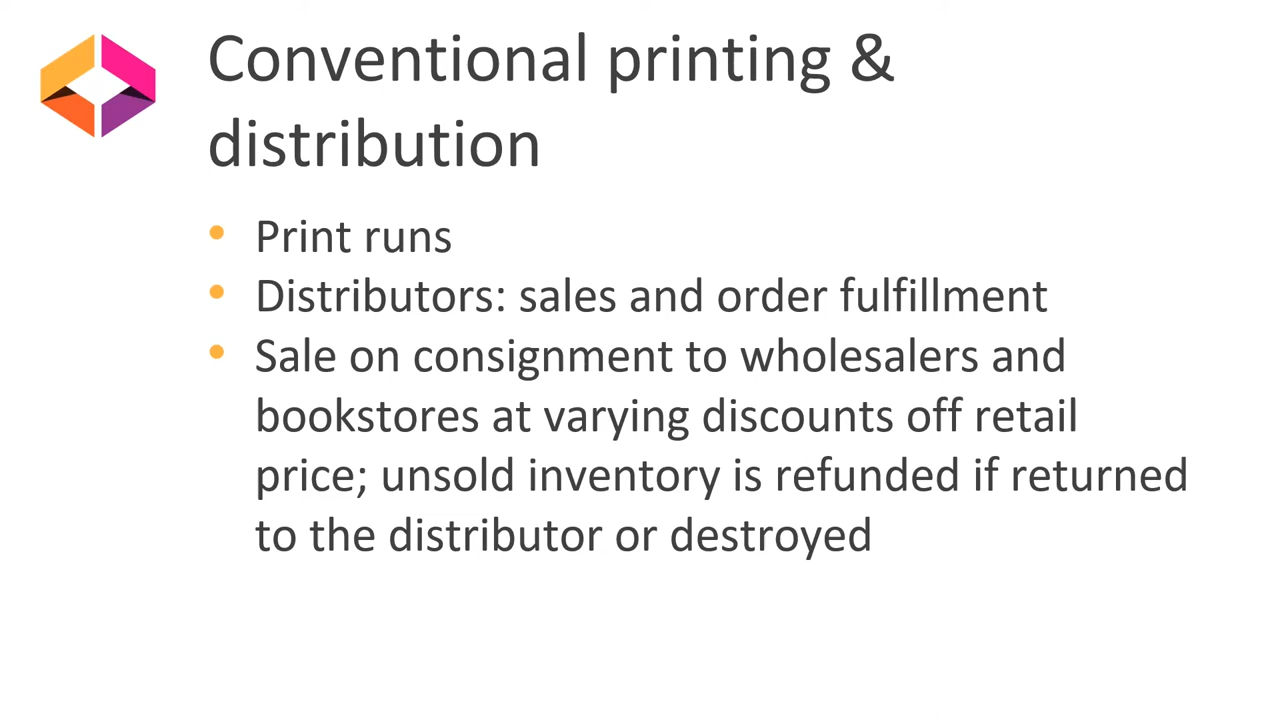 Conventional printing &
distribution
• Print runs
• Distributors: sales and order fulfillment
• Sale on consignment to wholesalers and
bookstores at varying discounts off retail
price; unsold inventory is refunded if returned
to the distributor or destroyed